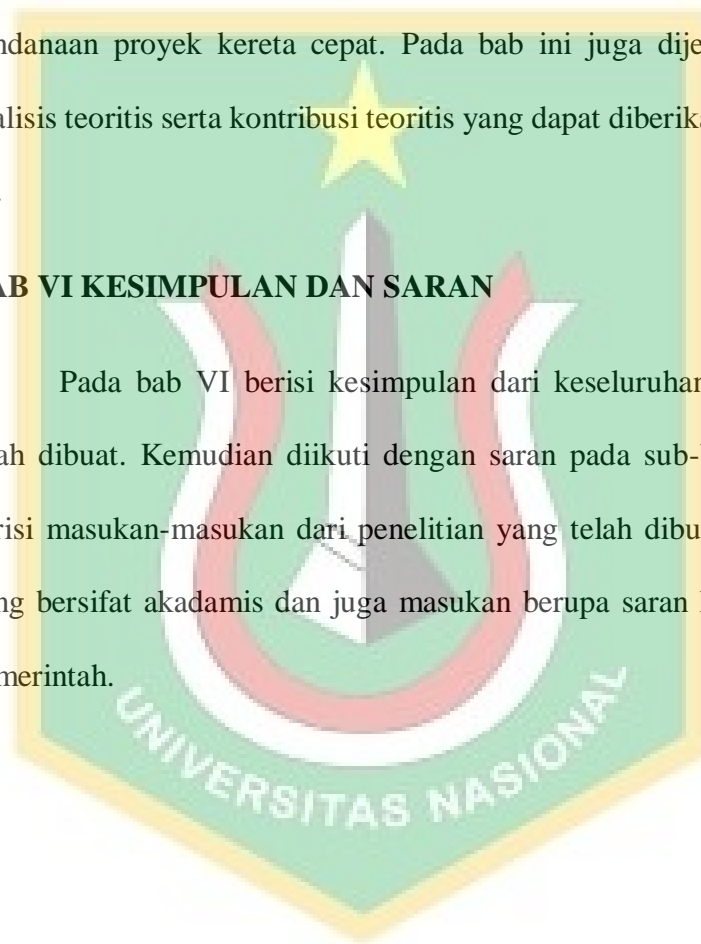 ndanaan proyek kereta cepat. Pada bab ini juga dije
alisis teoritis serta kontribusi teoritis yang dapat diberika
.
AB VI KESIMPULAN DAN SARAN
Pada bab VI berisi kesimpulan dari keseluruhan
ah dibuat. Kemudian diikuti dengan saran pada sub-
risi masukan-masukan dari penelitian yang telah dibu
ng bersifat akadamis dan juga masukan berupa saran
merintah.
UNIVERSITAS NASIONAL